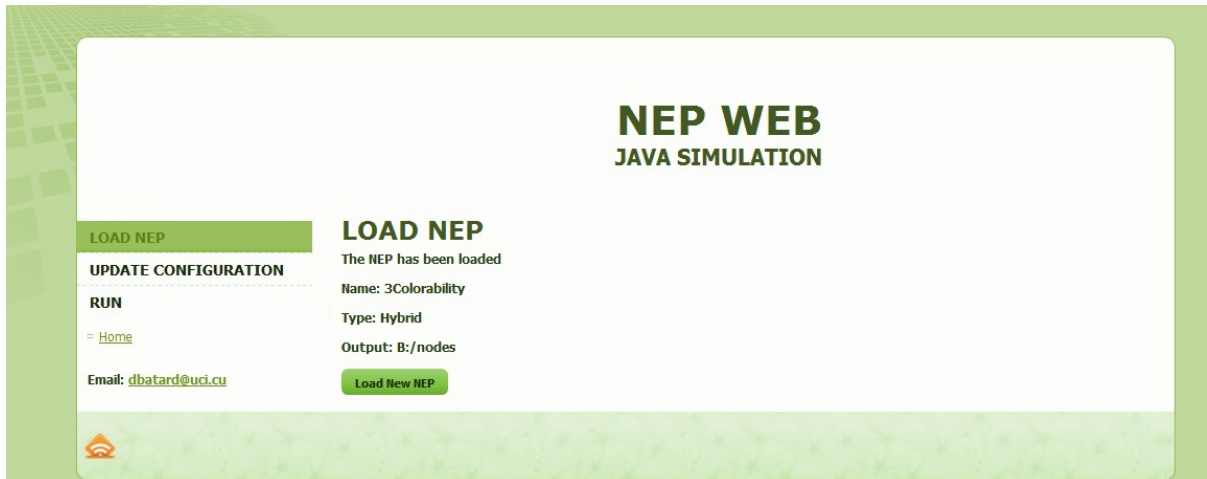 NEP WEB
JAVA SIMULATION
LOAD NEP
UPDATE CONFIGURATION
RUN
Home
Email: dbatard@uci.cu
LOAD NEP
The NEP has been loaded
Name: 3Colorability
Type: Hybrid
Output: B:/nodes
Load New NEP